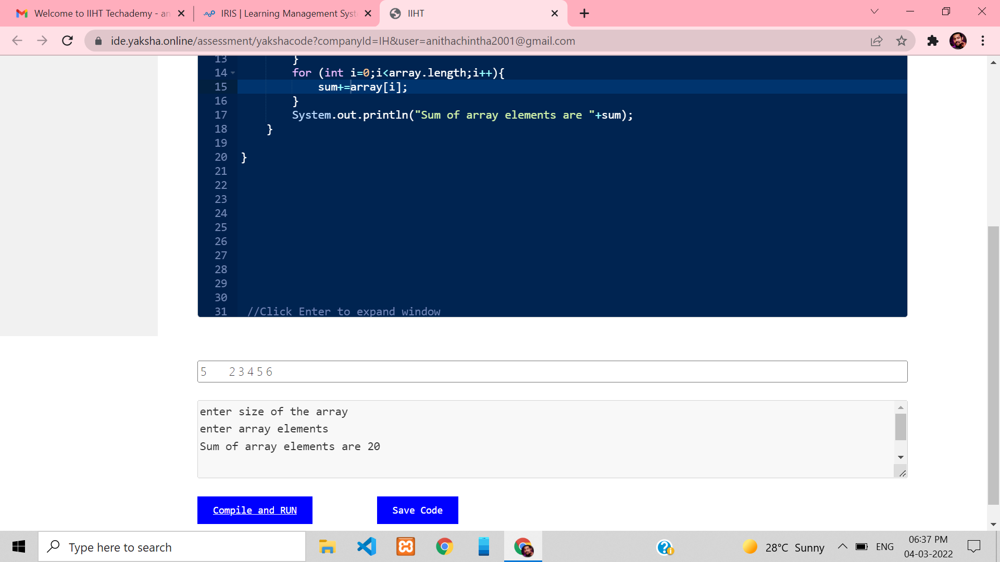 Welcome to IIHT Techademy - an
IRIS | Learning Management Syst
IIHT
ide.yaksha.online/assessment/yakshacode?companyId=IH&user=anithachintha2001@gmail.com
13 }
14 for (int i=0;i<array.length;i++){
15 sum+=array[i];
16 }
17 System.out.println("Sum of array elements are "+sum);
18 }
19
20 }
21
22
23
24
25
26
27
28
29
30
31 //Click Enter to expand window
5 2 3 4 5 6
enter size of the array
enter array elements
Sum of array elements are 20
Compile and RUN Save Code
Type here to search
28°C Sunny
ENG
06:37 PM
04-03-2022